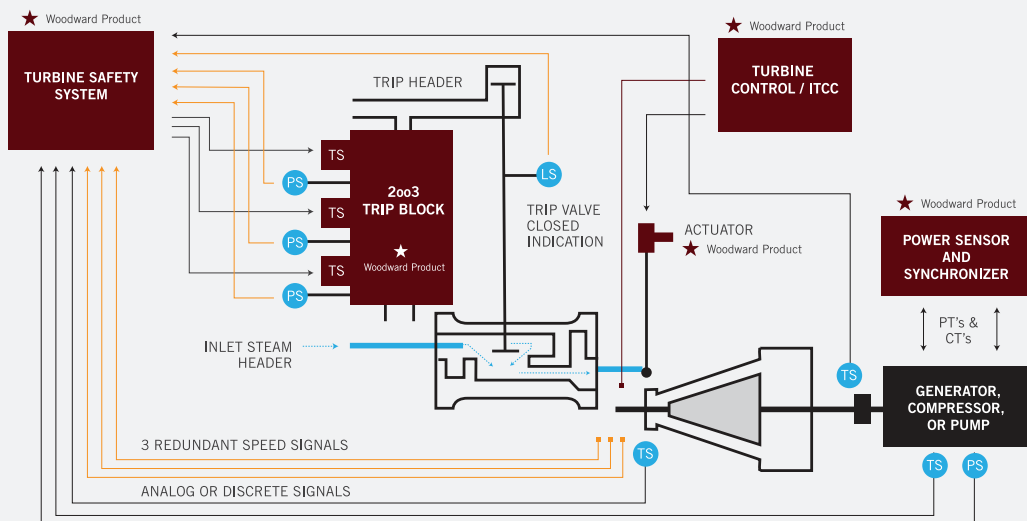 ★ Woodward Product
TURBINE SAFETY
SYSTEM
★ Woodward Product
TURBINE
CONTROL / ITCC
TRIP HEADER
TS
PS
TS
PS
TS
PS
2oo3
TRIP BLOCK
★
Woodward Product
LS
TRIP VALVE
CLOSED
INDICATION
ACTUATOR
★ Woodward Product
★ Woodward Product
POWER SENSOR
AND
SYNCHRONIZER
PT's &
CT's
INLET STEAM
HEADER
TS
GENERATOR,
COMPRESSOR,
OR PUMP
3 REDUNDANT SPEED SIGNALS
TS
TS
PS
ANALOG OR DISCRETE SIGNALS